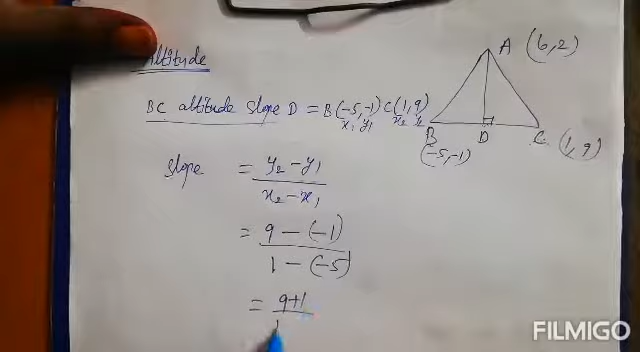 Altitude
A (6,2)
BC altitude slope D = B(-5,-1) C(1,9)
x₁ y₁ x₂ y₂
B D C (1,9)
(-5,-1)
slope = y₂-y₁
x₂-x₁
= 9-(-1)
1-(-5)
= 9+1
FILMIGO